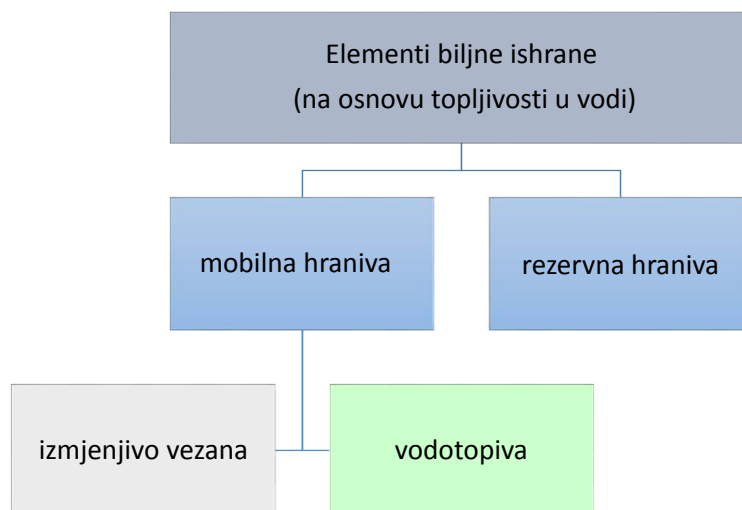 Elementi biljne ishrane
(na osnovu topljivosti u vodi)
mobilna hraniva
rezervna hraniva
izmjenjivo vezana
vodotopiva